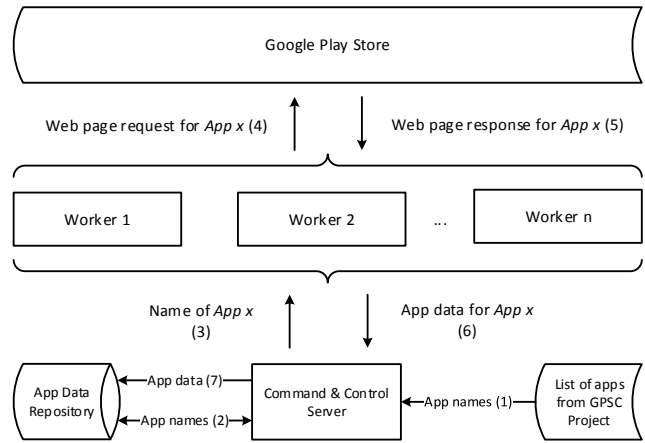 Google Play Store
Web page request for App x (4)
Web page response for App x (5)
Worker 1
Worker 2
...
Worker n
Name of App x
(3)
App data for App x
(6)
App Data
Repository
App data (7)
App names (2)
Command & Control
Server
App names (1)
List of apps
from GPSC
Project